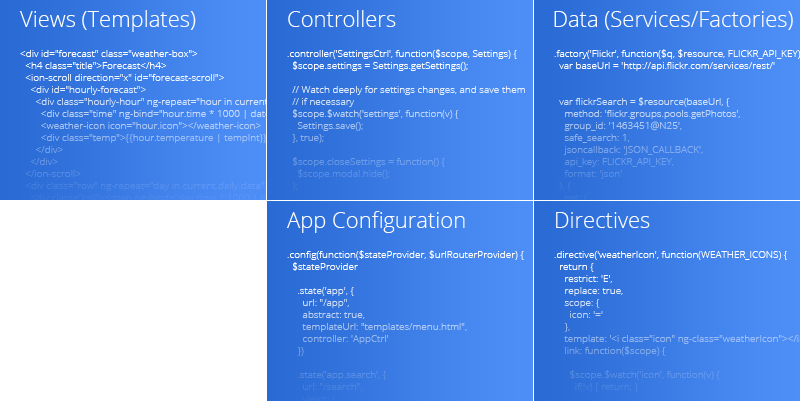 Views (Templates)
<div id="forecast" class="weather-box">
<h4 class="title">Forecast</h4>
<ion-scroll direction="x" id="forecast-scroll">
<div id="hourly-forecast">
<div class="hourly-hour" ng-repeat="hour in current
<div class="time" ng-bind="hour.time * 1000 | date
<weather-icon icon="hour.icon"></weather-icon>
<div class="temp">{{hour.temperature | tempInt}}
</div>
</div>
</ion-scroll>
<div class="row" ng-repeat="day in current.daily.data"
Controllers
.controller('SettingsCtrl', function($scope, Settings) {
$scope.settings = Settings.getSettings();
// Watch deeply for settings changes, and save them
// if necessary
$scope.$watch('settings', function(v) {
Settings.save();
}, true);
$scope.closeSettings = function() {
$scope.modal.hide();
};
Data (Services/Factories)
.factory('Flickr', function($q, $resource, FLICKR_API_KEY)
var baseUrl = "http://api.flickr.com/services/rest/"
var flickrSearch = $resource(baseUrl, {
method: 'flickr.groups.pools.getPhotos',
group_id: '1463451@N25',
safe_search: 1,
jsoncallback: 'JSON_CALLBACK',
api_key: FLICKR_API_KEY,
format: 'json'
}, {
App Configuration
.config(function($stateProvider, $urlRouterProvider) {
$stateProvider
.state('app', {
url: "/app",
abstract: true,
templateUrl: "templates/menu.html",
controller: 'AppCtrl'
})
.state('app.search', {
url: "/search"
Directives
.directive('weatherIcon', function(WEATHER_ICONS) {
return {
restrict: 'E',
replace: true,
scope: {
icon: '='
},
template: '<i class="icon" ng-class="weatherIcon"></i
link: function($scope) {
$scope.$watch('icon', function(v) {
if(!v) { return; }